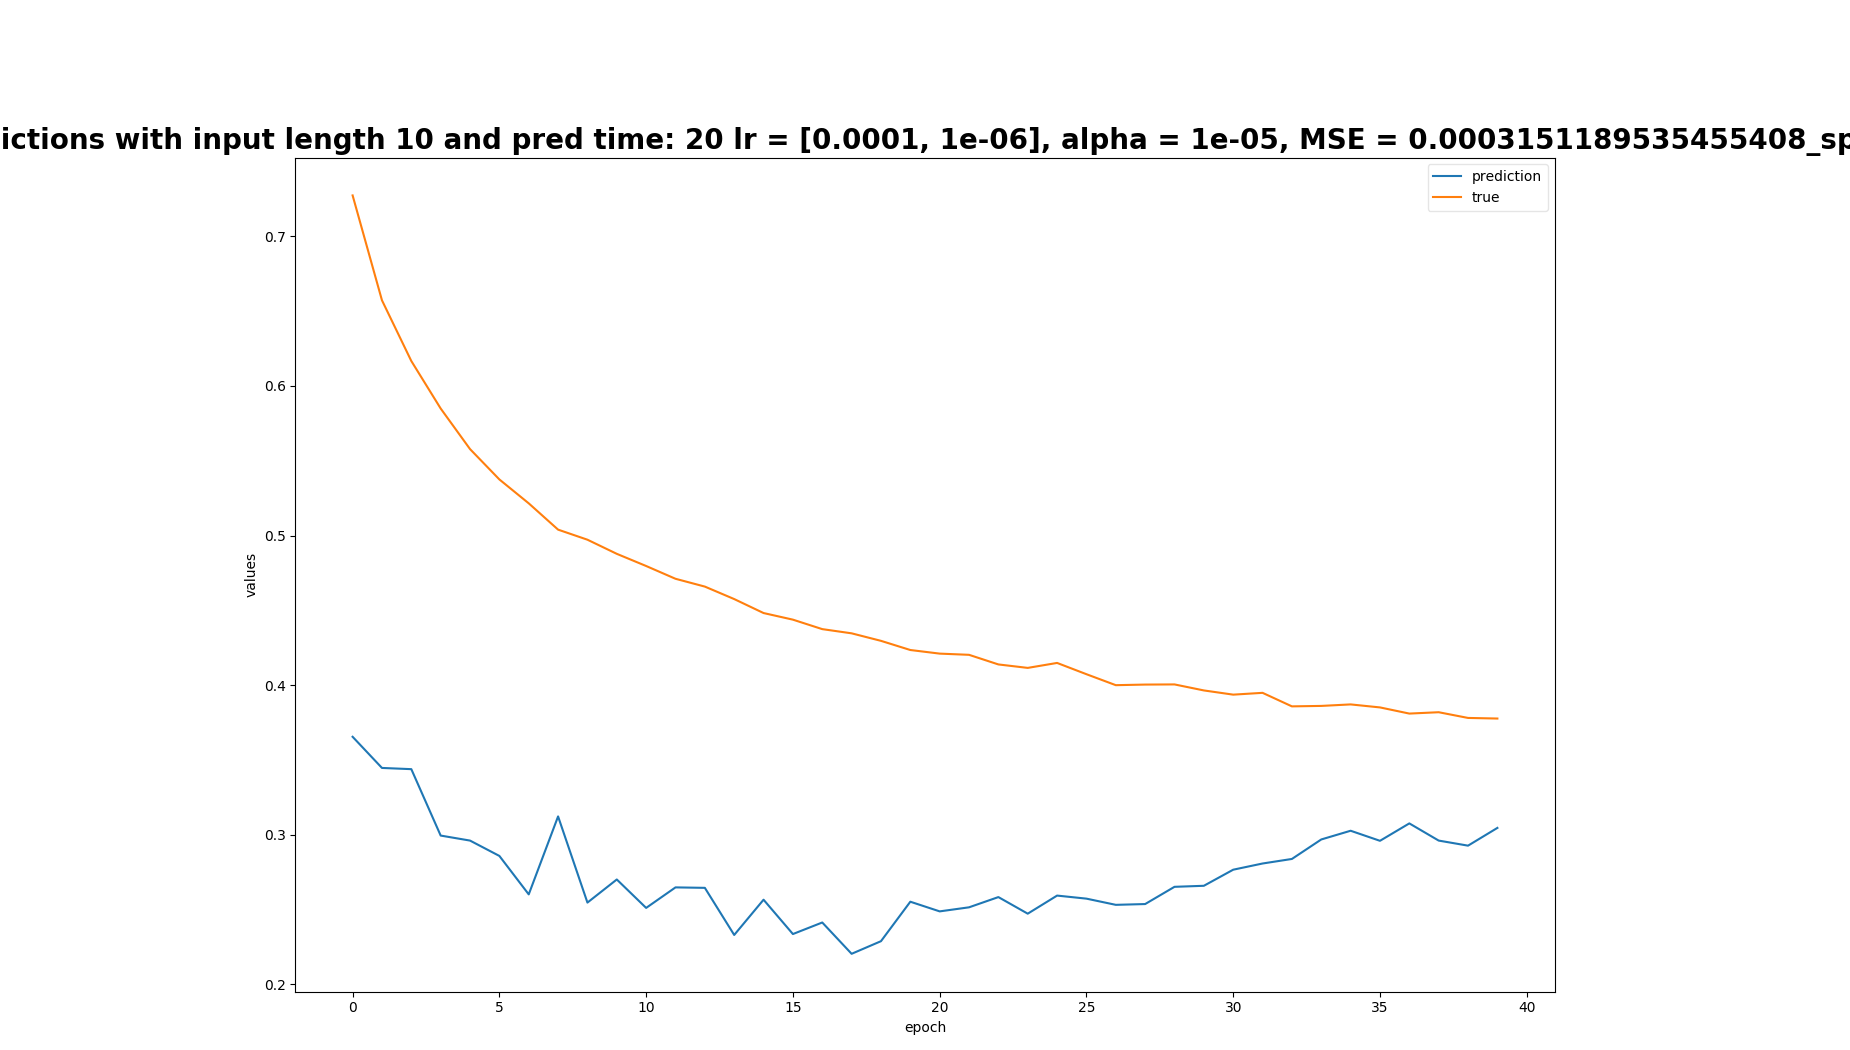 ictions with input length 10 and pred time: 20 lr = [0.0001, 1e-06], alpha = 1e-05, MSE = 0.0003151189535455408_sp
prediction
true
0.7
0.6
0.5
0.4
0.3
0.2
values
0 5 10 15 20 25 30 35 40
epoch